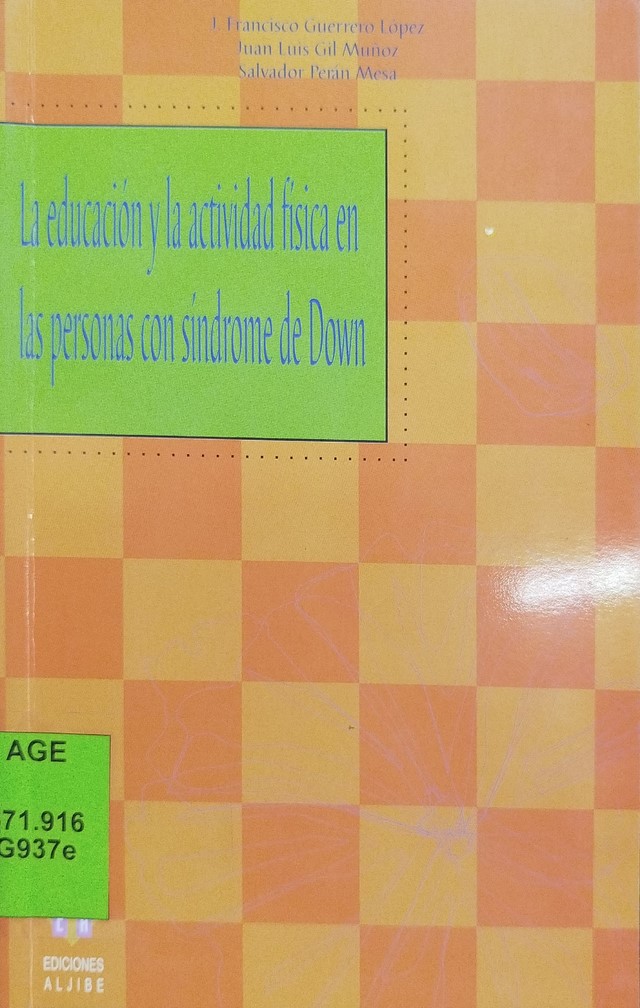 J. Francisco Guerrero López
Juan Luis Gil Muñoz
Salvador Perán Mesa
La educación y la actividad física en
las personas con síndrome de Down
AGE
71.916
G937e
EDICIONES
ALJIBE